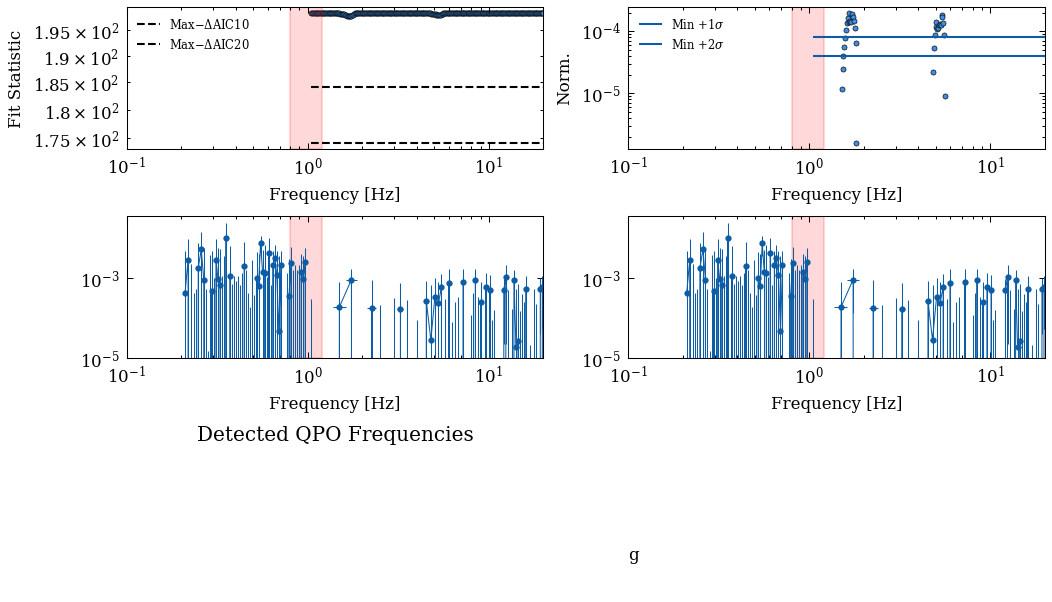 Fit Statistic
1.95 × 10²
1.9 × 10²
1.85 × 10²
1.8 × 10²
1.75 × 10²
Max−ΔAIC10
Max−ΔAIC20
10⁻¹ 10⁰ 10¹
Frequency [Hz]
Norm.
10⁻⁴
10⁻⁵
Min +1σ
Min +2σ
10⁻¹ 10⁰ 10¹
Frequency [Hz]
10⁻³
10⁻⁵
10⁻¹ 10⁰ 10¹
Frequency [Hz]
10⁻³
10⁻⁵
10⁻¹ 10⁰ 10¹
Frequency [Hz]
Detected QPO Frequencies
g